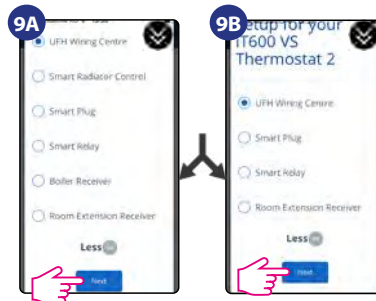 9A
UFH Wiring Centre
Smart Radiator Control
Smart Plug
Smart Relay
Boiler Receiver
Room Extension Receiver
Less
Next
9B
Setup for your
iT600 VS
Thermostat 2
UFH Wiring Centre
Smart Plug
Smart Relay
Room Extension Receiver
Less
Next